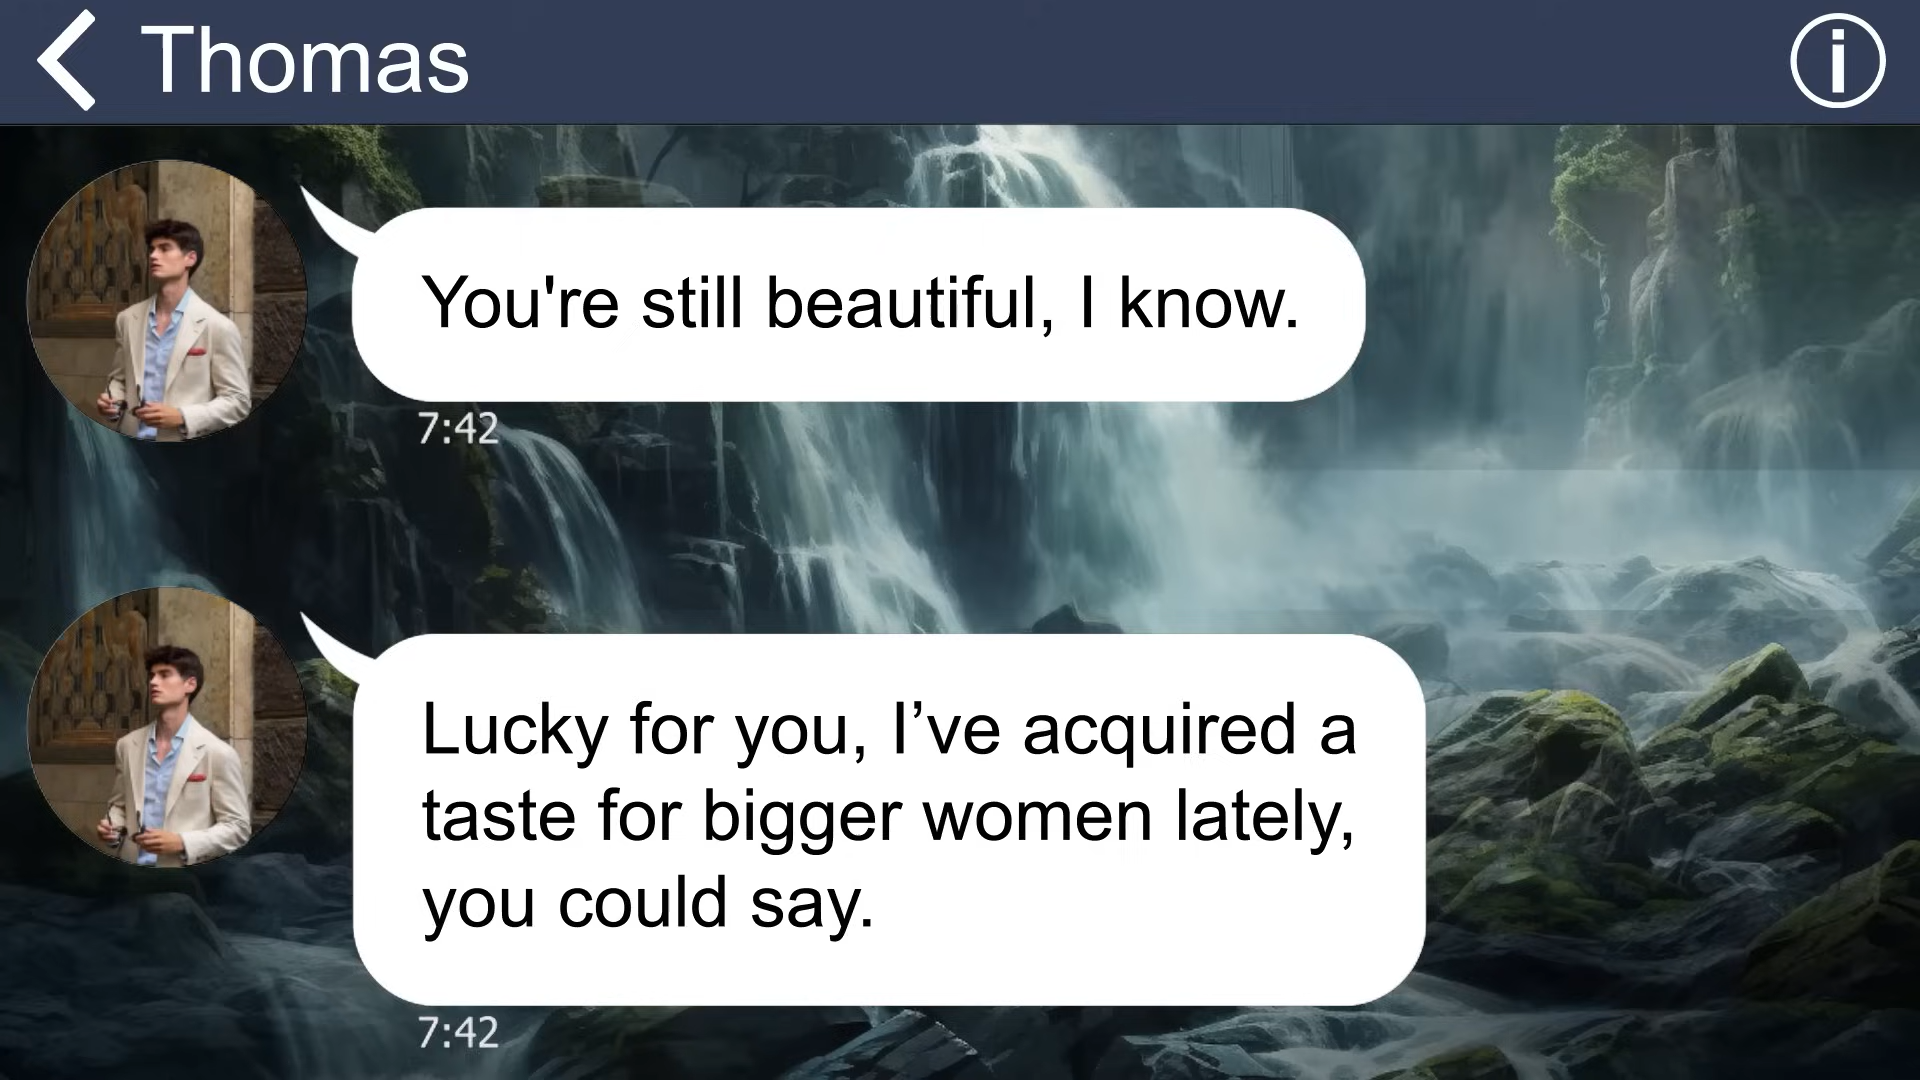 Thomas
You're still beautiful, I know.
7:42
Lucky for you, I’ve acquired a
taste for bigger women lately,
you could say.
7:42